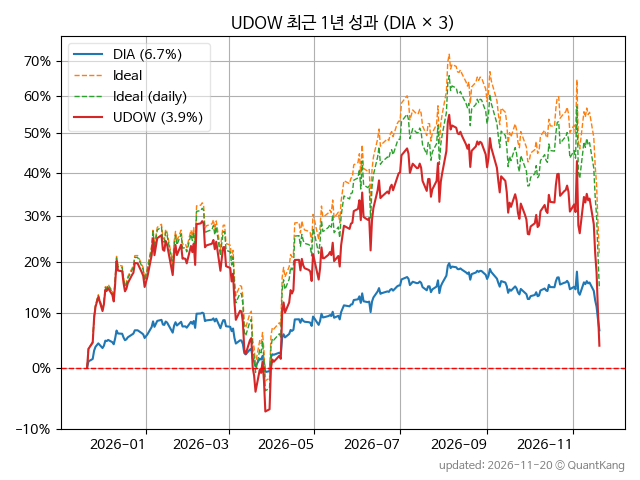 UDOW 최근 1년 성과 (DIA × 3)
DIA (6.7%)
Ideal
Ideal (daily)
UDOW (3.9%)
70%
60%
50%
40%
30%
20%
10%
0%
−10%
2026-01 2026-03 2026-05 2026-07 2026-09 2026-11
updated: 2026-11-20 © QuantKang